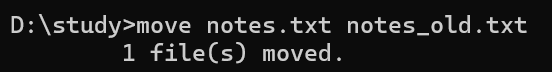 D:\study>move notes.txt notes_old.txt
        1 file(s) moved.